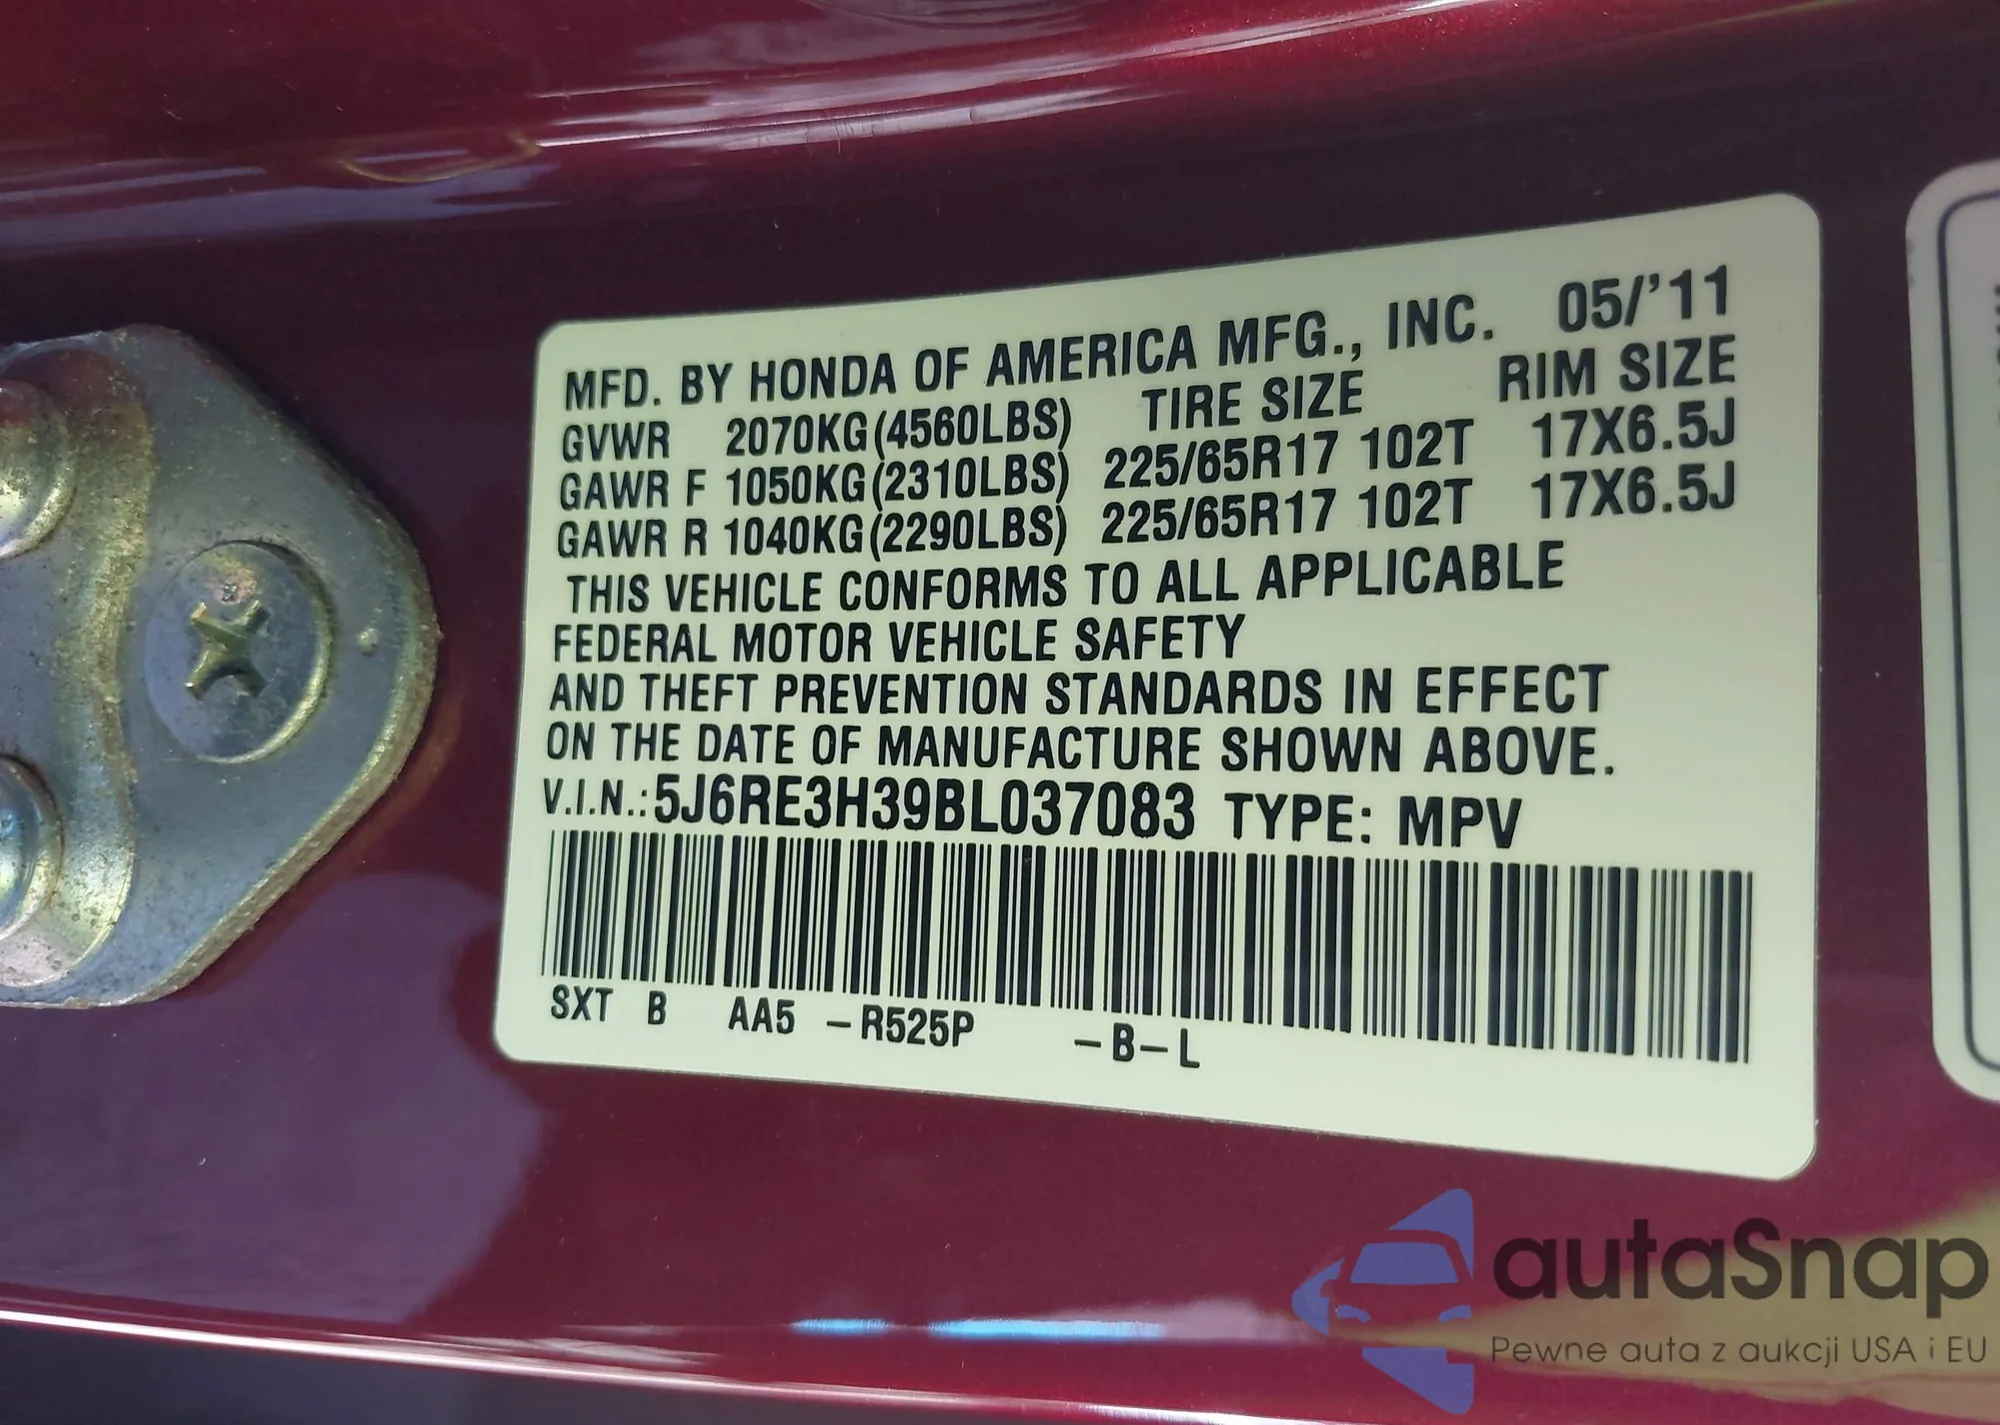 MFD. BY HONDA OF AMERICA MFG., INC. 05/'11
GVWR 2070KG(4560LBS) TIRE SIZE RIM SIZE
GAWR F 1050KG(2310LBS) 225/65R17 102T 17X6.5J
GAWR R 1040KG(2290LBS) 225/65R17 102T 17X6.5J
THIS VEHICLE CONFORMS TO ALL APPLICABLE
FEDERAL MOTOR VEHICLE SAFETY
AND THEFT PREVENTION STANDARDS IN EFFECT
ON THE DATE OF MANUFACTURE SHOWN ABOVE.
V.I.N.:5J6RE3H39BL037083 TYPE: MPV
SXT B AA5 –R525P –B–L
autaSnap
Pewne auta z aukcji USA i EU